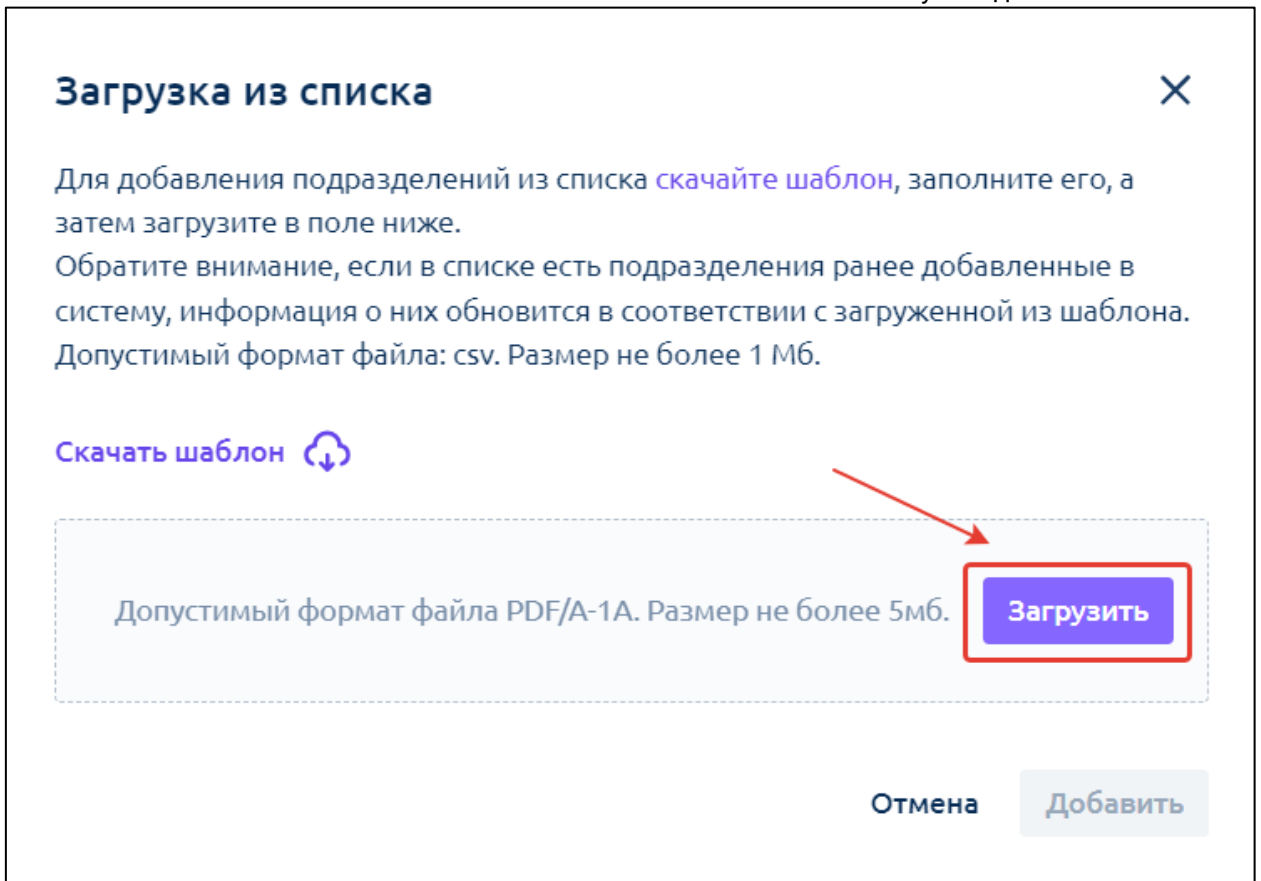 Загрузка из списка
Для добавления подразделений из списка скачайте шаблон, заполните его, а
затем загрузите в поле ниже.
Обратите внимание, если в списке есть подразделения ранее добавленные в
систему, информация о них обновится в соответствии с загруженной из шаблона.
Допустимый формат файла: csv. Размер не более 1 Мб.
Скачать шаблон
Допустимый формат файла PDF/A-1A. Размер не более 5мб.
Загрузить
Отмена
Добавить